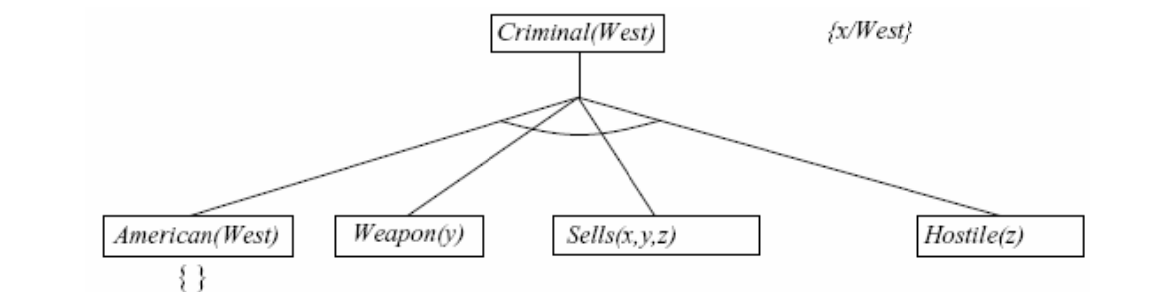 Criminal(West)
{x/West}
American(West)
Weapon(y)
Sells(x,y,z)
Hostile(z)
{ }